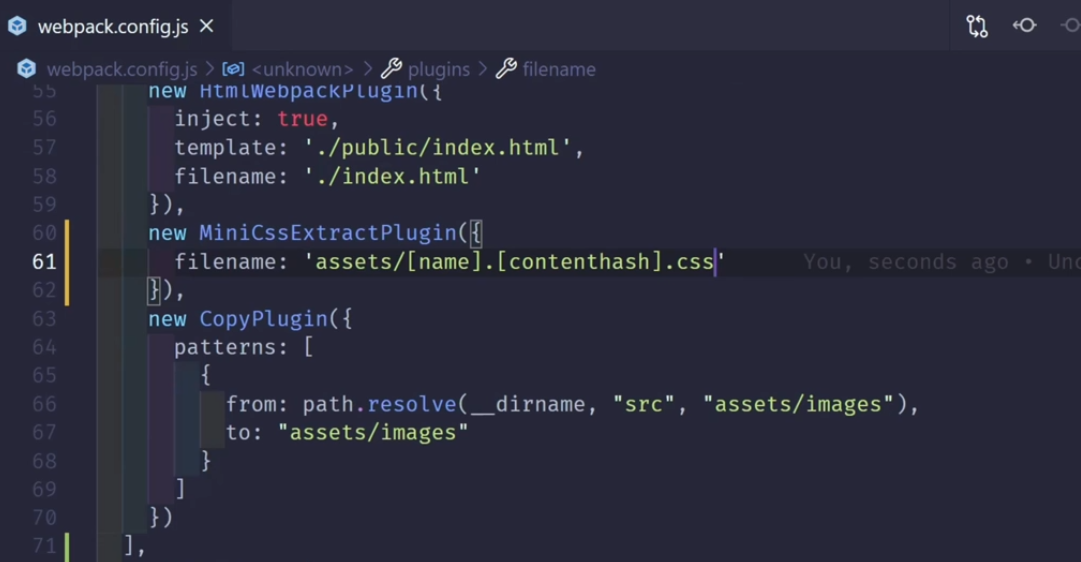 webpack.config.js
webpack.config.js > <unknown> > plugins > filename
55 new HtmlWebpackPlugin({
56 inject: true,
57 template: './public/index.html',
58 filename: './index.html'
59 }),
60 new MiniCssExtractPlugin({
61 filename: 'assets/[name].[contenthash].css' You, seconds ago •
62 }),
63 new CopyPlugin({
64 patterns: [
65 {
66 from: path.resolve(__dirname, "src", "assets/images"),
67 to: "assets/images"
68 }
69 ]
70 })
71 ],